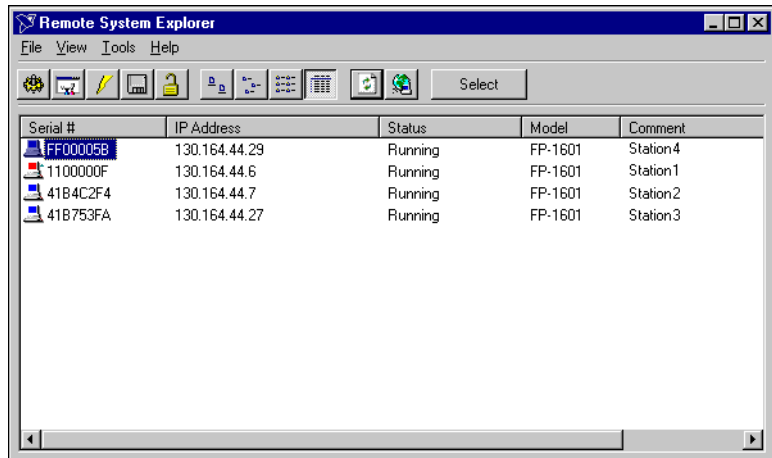 Remote System Explorer
File View Tools Help
Select
Serial # IP Address Status Model Comment
FF00005B 130.164.44.29 Running FP-1601 Station4
1100000F 130.164.44.6 Running FP-1601 Station1
41B4C2F4 130.164.44.7 Running FP-1601 Station2
41B753FA 130.164.44.27 Running FP-1601 Station3